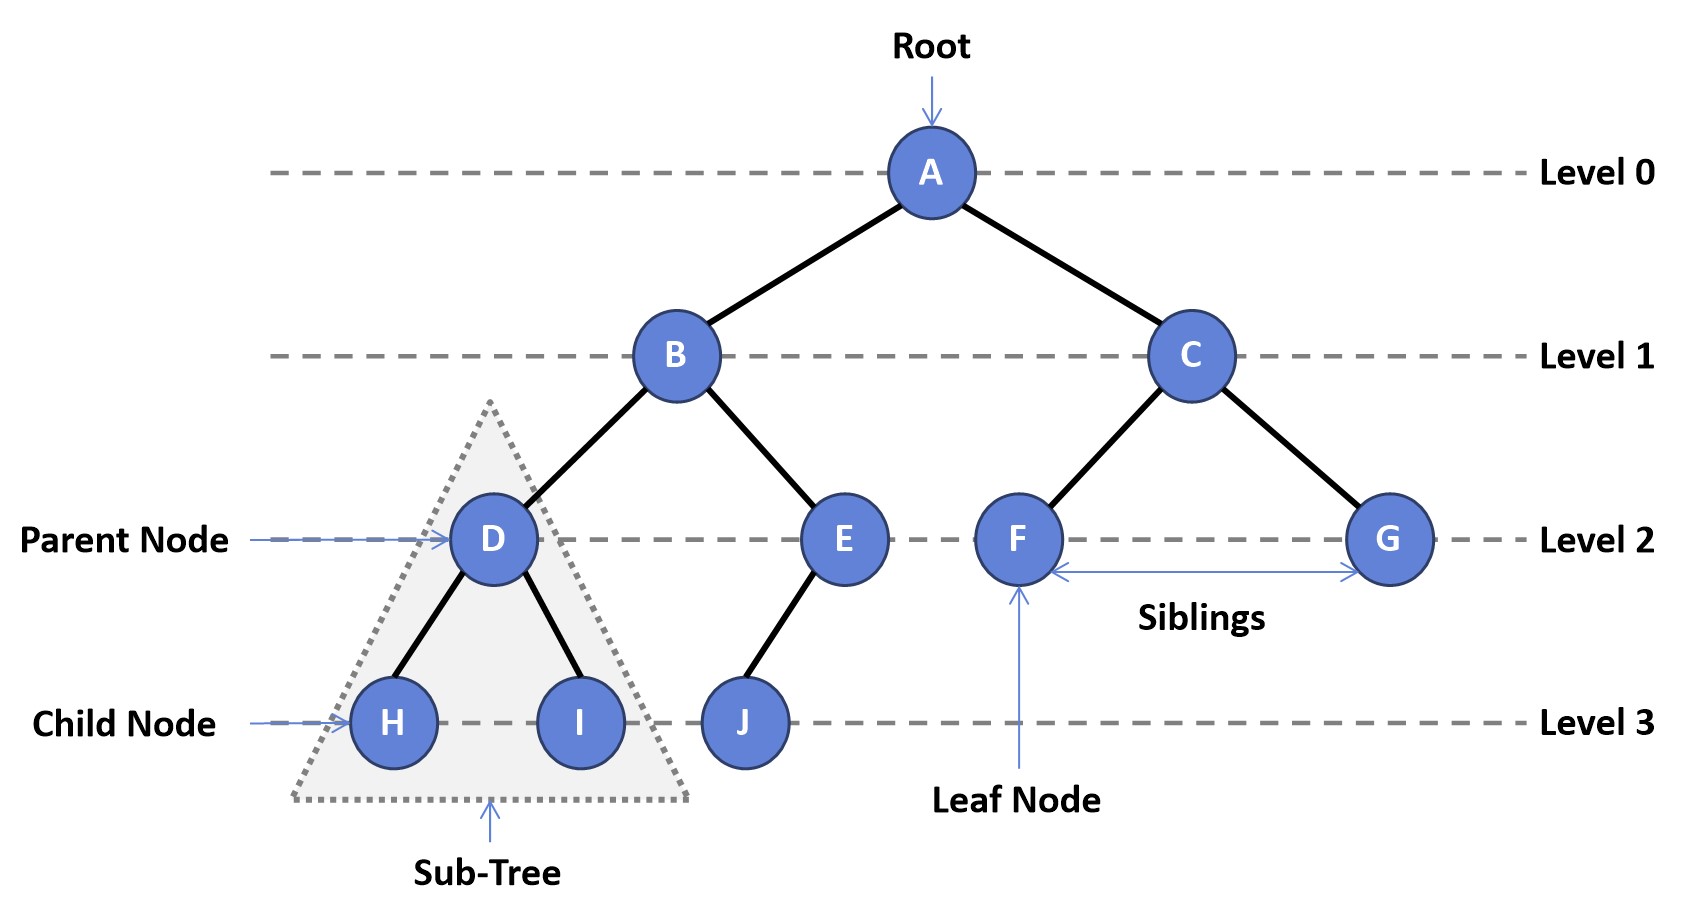 Root
A
Level 0
B
C
Level 1
Parent Node
D
E
F
G
Level 2
Siblings
Child Node
H
I
J
Level 3
Leaf Node
Sub-Tree